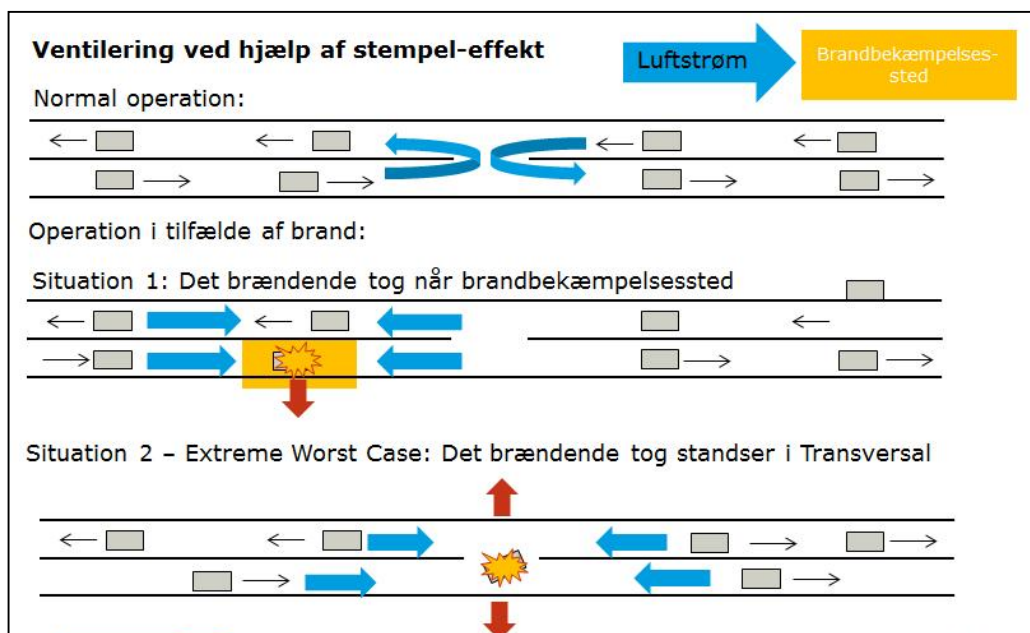 Ventilering ved hjælp af stempel-effekt
Luftstrøm
Brandbekæmpelses-
sted
Normal operation:
Operation i tilfælde af brand:
Situation 1: Det brændende tog når brandbekæmpelsessted
Situation 2 – Extreme Worst Case: Det brændende tog standser i Transversal